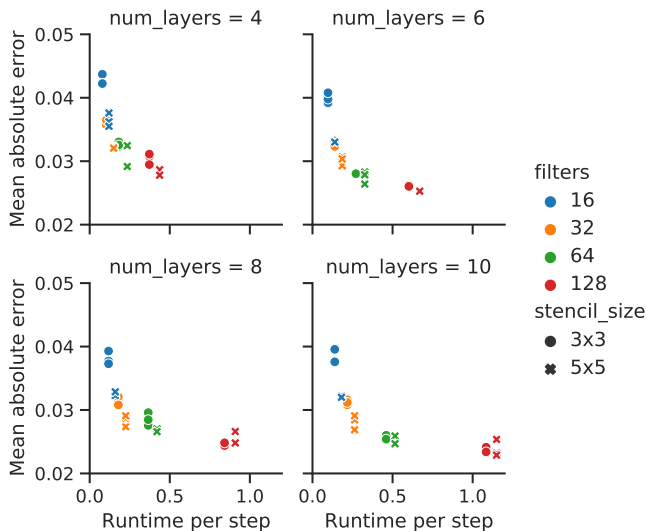 num_layers = 4
num_layers = 6
Mean absolute error
0.05
0.04
0.03
0.02
filters
16
32
64
128
stencil_size
3x3
5x5
num_layers = 8
num_layers = 10
Mean absolute error
0.05
0.04
0.03
0.02
0.0 0.5 1.0
0.0 0.5 1.0
Runtime per step
Runtime per step